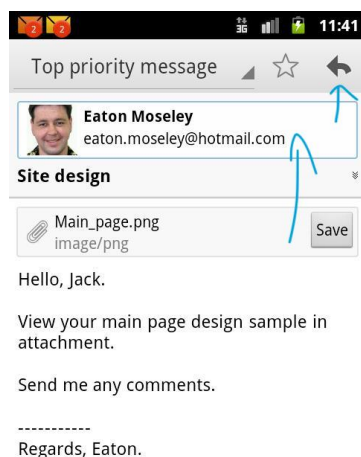 2 2 3G 11:41
Top priority message
Eaton Moseley
eaton.moseley@hotmail.com
Site design
Main_page.png
image/png
Save
Hello, Jack.
View your main page design sample in
attachment.
Send me any comments.
-----------
Regards, Eaton.